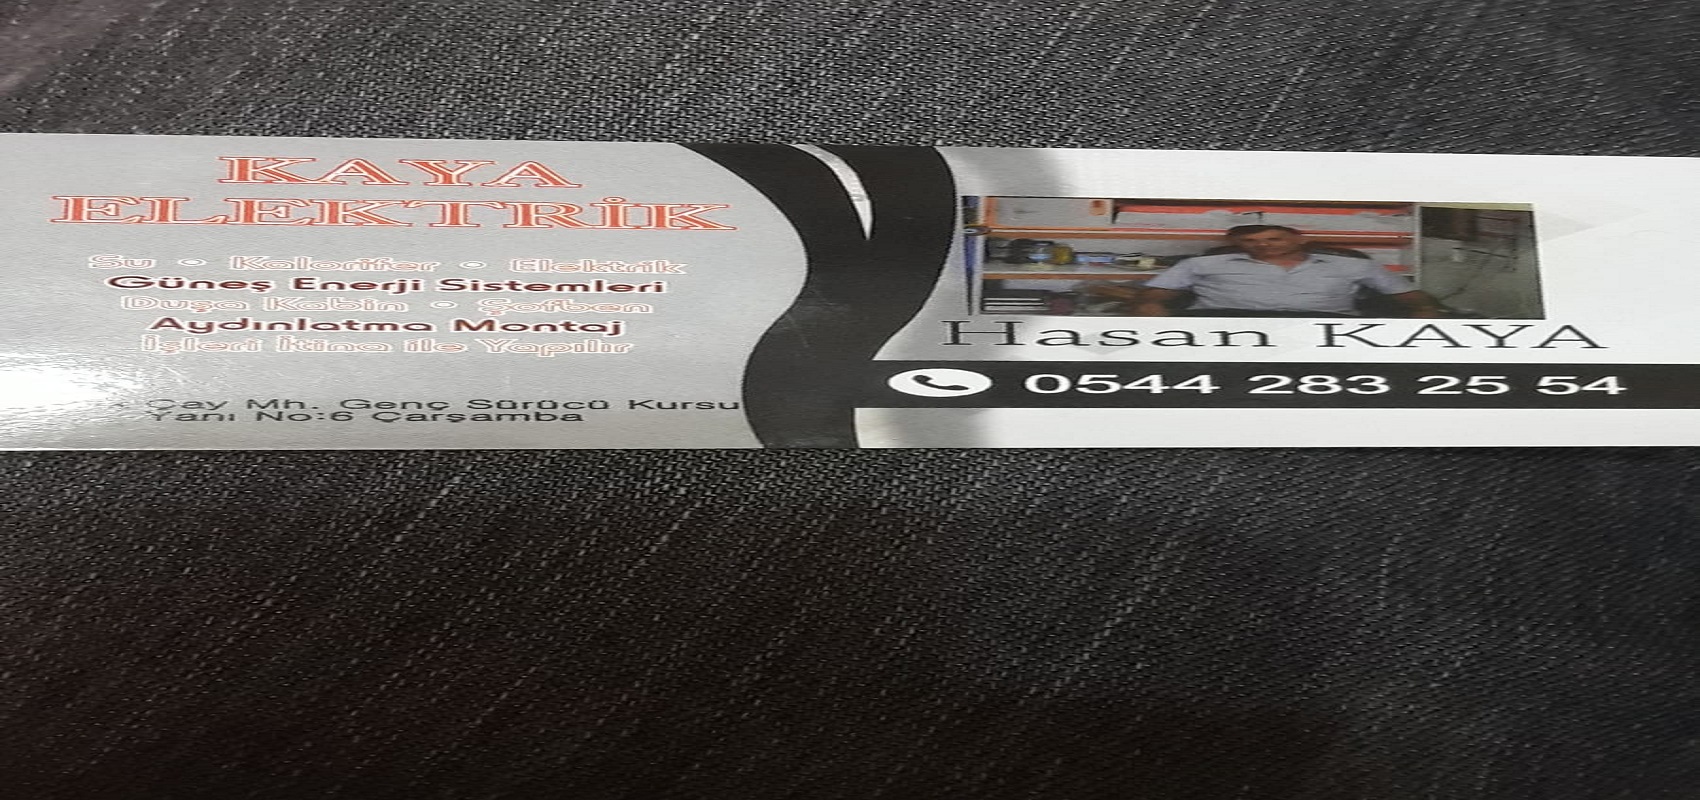 KAYA
ELEKTRİK
Su • Kalorifer • Elektrik
Güneş Enerji Sistemleri
Duşa Kabin • Şofben
Aydınlatma Montaj
İşleri İtina ile Yapılır
Çay Mh. Genç Sürücü Kursu
Yanı No:6 Çarşamba
Hasan KAYA
0544 283 25 54